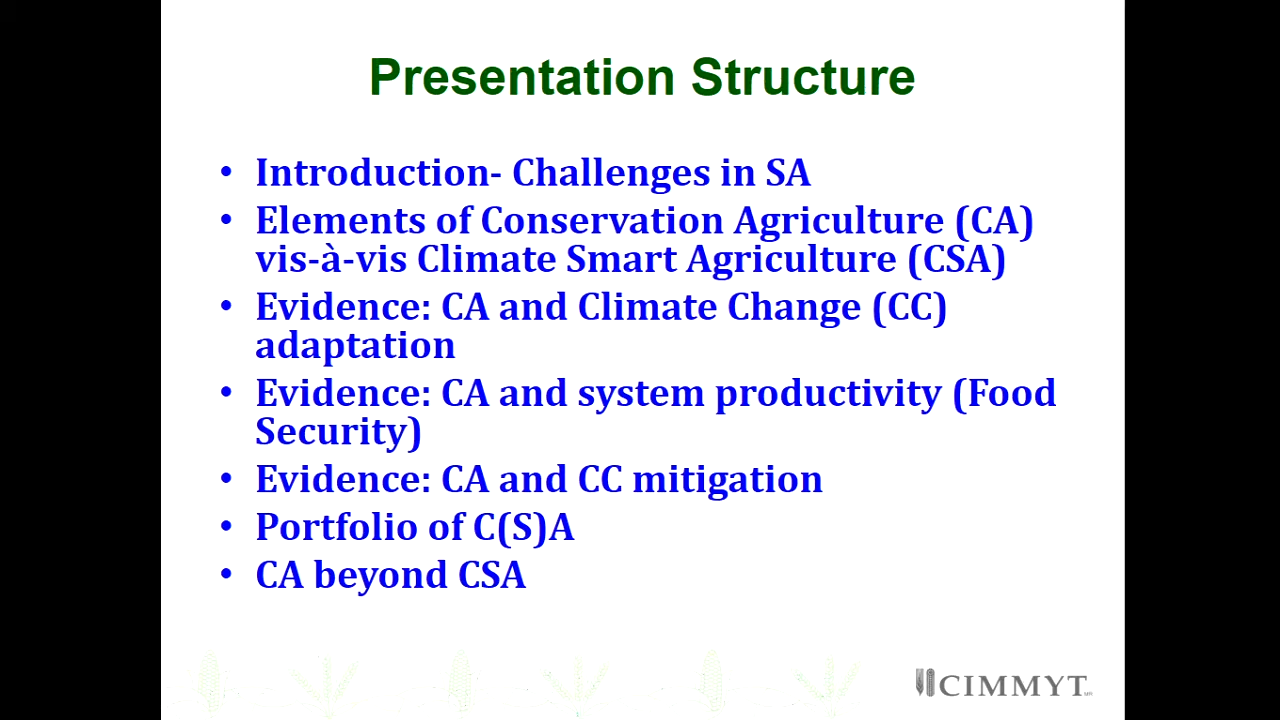 Presentation Structure
• Introduction- Challenges in SA
• Elements of Conservation Agriculture (CA)
vis-à-vis Climate Smart Agriculture (CSA)
• Evidence: CA and Climate Change (CC)
adaptation
• Evidence: CA and system productivity (Food
Security)
• Evidence: CA and CC mitigation
• Portfolio of C(S)A
• CA beyond CSA
CIMMYT